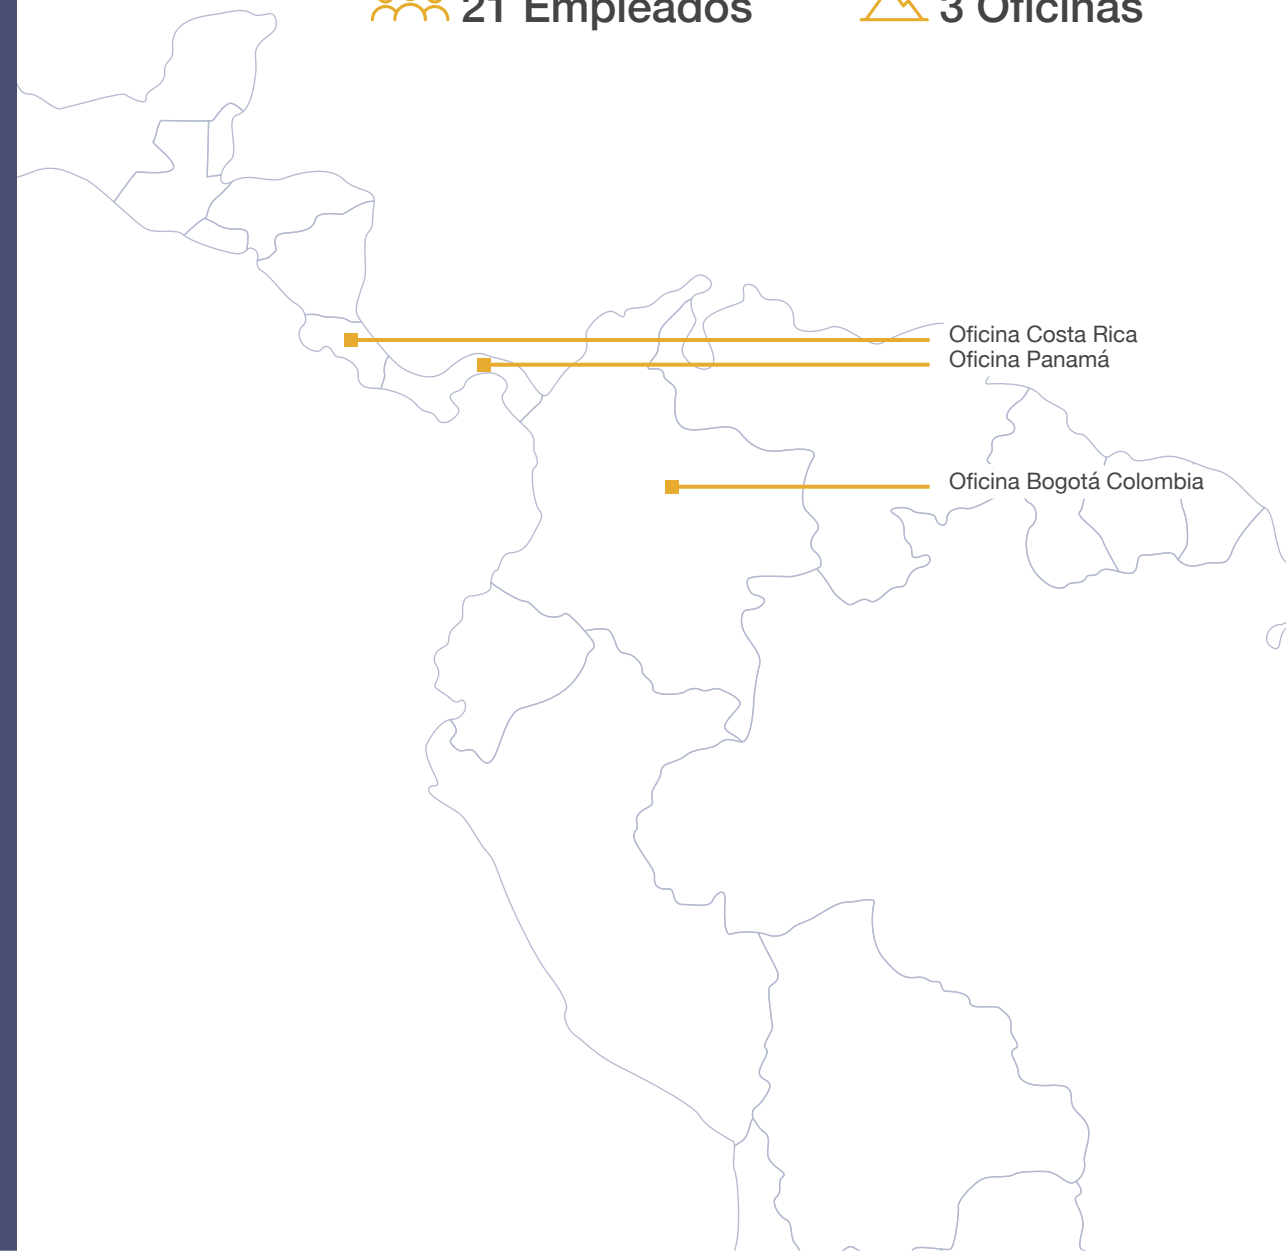 21 Empleados
3 Oficinas
Oficina Costa Rica
Oficina Panamá
Oficina Bogotá Colombia